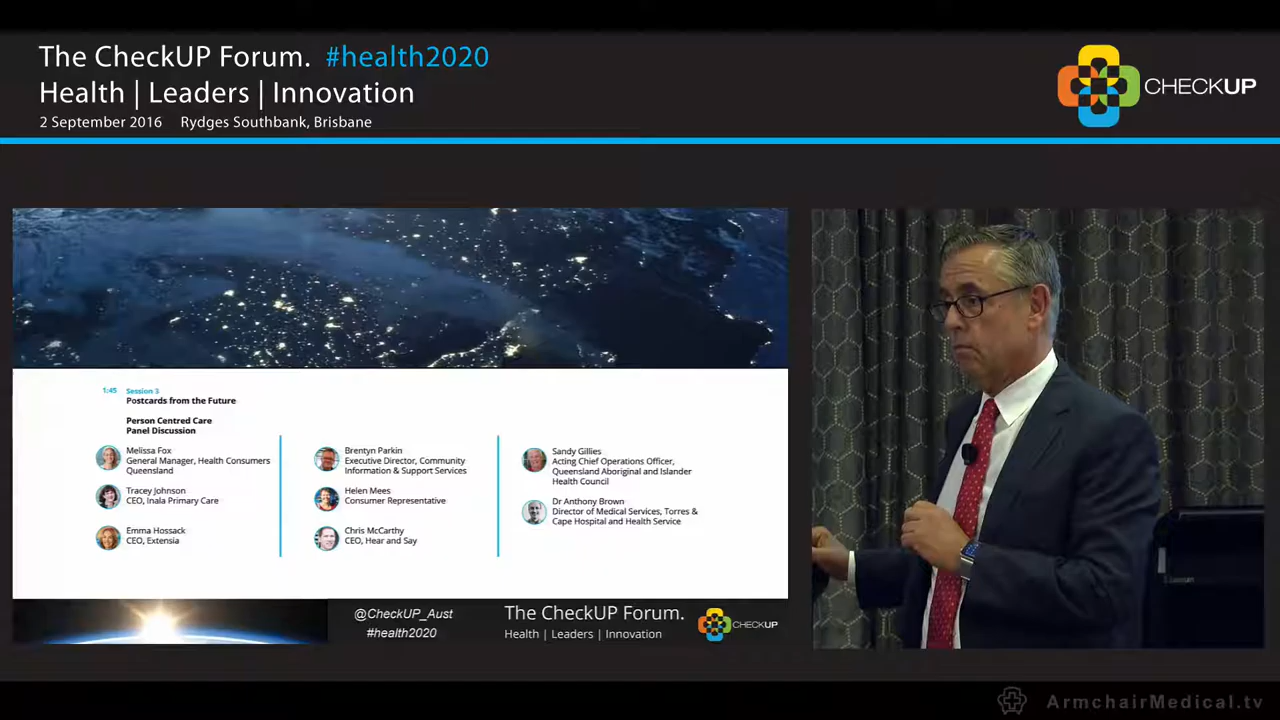 The CheckUP Forum. #health2020
Health | Leaders | Innovation
2 September 2016 Rydges Southbank, Brisbane
CHECKUP
1:45 Session 3
Postcards from the Future
Person Centred Care
Panel Discussion
Melissa Fox
General Manager, Health Consumers
Queensland
Tracey Johnson
CEO, Inala Primary Care
Emma Hossack
CEO, Extensia
Brentyn Parkin
Executive Director, Community
Information & Support Services
Helen Mees
Consumer Representative
Chris McCarthy
CEO, Hear and Say
Sandy Gillies
Acting Chief Operations Officer,
Queensland Aboriginal and Islander
Health Council
Dr Anthony Brown
Director of Medical Services, Torres &
Cape Hospital and Health Service
@CheckUP_Aust
#health2020
The CheckUP Forum.
Health | Leaders | Innovation
CHECKUP
ArmchairMedical.tv